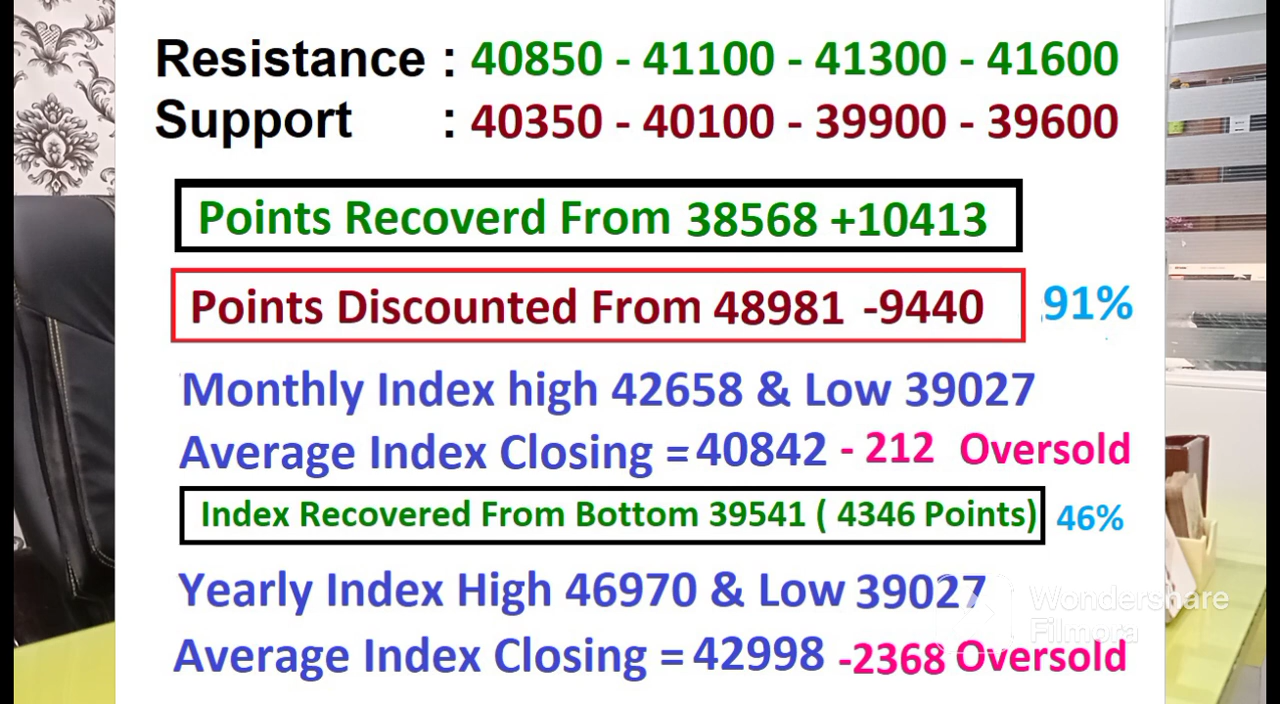 Resistance : 40850 - 41100 - 41300 - 41600
Support : 40350 - 40100 - 39900 - 39600
Points Recoverd From 38568 +10413
Points Discounted From 48981 -9440 91%
Monthly Index high 42658 & Low 39027
Average Index Closing = 40842 - 212 Oversold
Index Recovered From Bottom 39541 ( 4346 Points) 46%
Yearly Index High 46970 & Low 39027
Wondershare
Filmora
Average Index Closing = 42998 -2368 Oversold